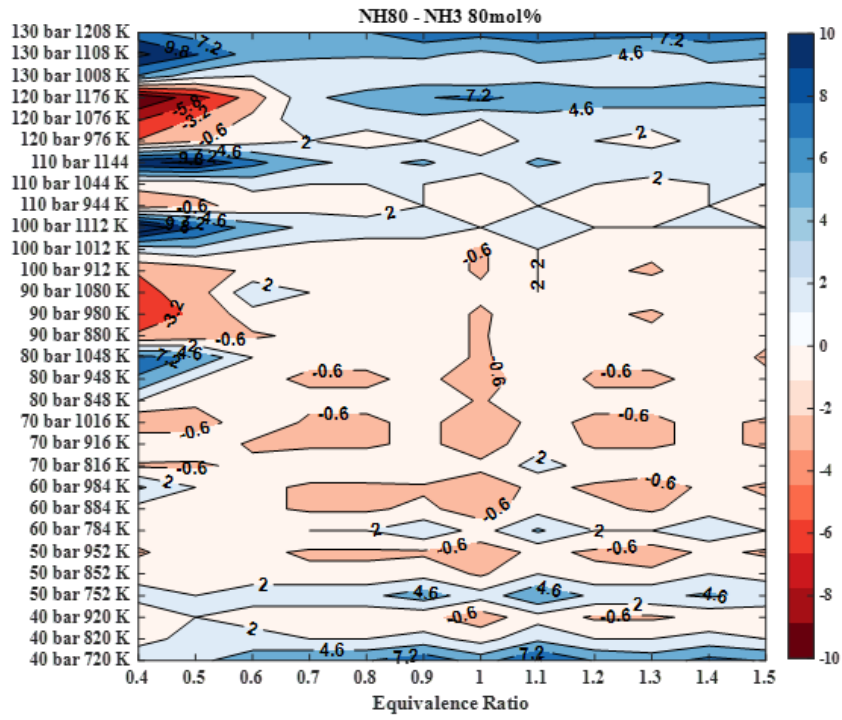 NH80 - NH3 80mol%
130 bar 1208 K
130 bar 1108 K
130 bar 1008 K
120 bar 1176 K
120 bar 1076 K
120 bar 976 K
110 bar 1144
110 bar 1044 K
110 bar 944 K
100 bar 1112 K
100 bar 1012 K
100 bar 912 K
90 bar 1080 K
90 bar 980 K
90 bar 880 K
80 bar 1048 K
80 bar 948 K
80 bar 848 K
70 bar 1016 K
70 bar 916 K
70 bar 816 K
60 bar 984 K
60 bar 884 K
60 bar 784 K
50 bar 952 K
50 bar 852 K
50 bar 752 K
40 bar 920 K
40 bar 820 K
40 bar 720 K
9.8 7.2 7.2
4.6
-5.8 7.2
-3.2 4.6
-0.6 2 2
4.6
2
-0.6 2
4.6
-0.6
2 2
2
-3.2
-0.6
2
7.2 4.6
-0.6
-0.6 -0.6
-0.6 -0.6
-0.6
-0.6 2
2 -0.6
-0.6
2 2
-0.6 -0.6
2 4.6 4.6 4.6
2
-0.6 -0.6
2
4.6
7.2 7.2
0.4 0.5 0.6 0.7 0.8 0.9 1 1.1 1.2 1.3 1.4 1.5
Equivalence Ratio
10
8
6
4
2
0
-2
-4
-6
-8
-10